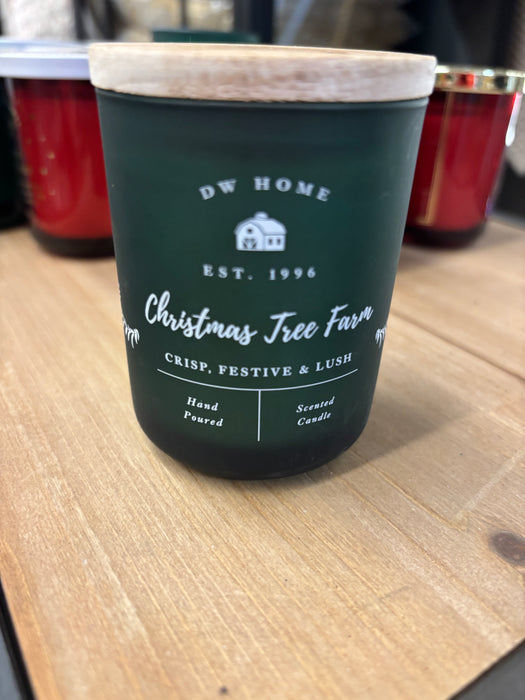 DW HOME
EST. 1996
Christmas Tree Farm
CRISP, FESTIVE & LUSH
Hand
Poured
Scented
Candle